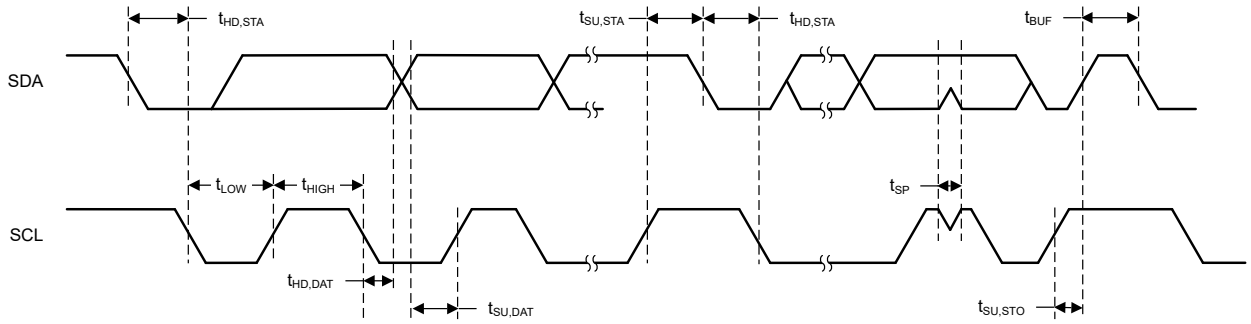 tHD,STA
tSU,STA
tHD,STA
tBUF
SDA
tLOW
tHIGH
tSP
SCL
tHD,DAT
tSU,DAT
tSU,STO